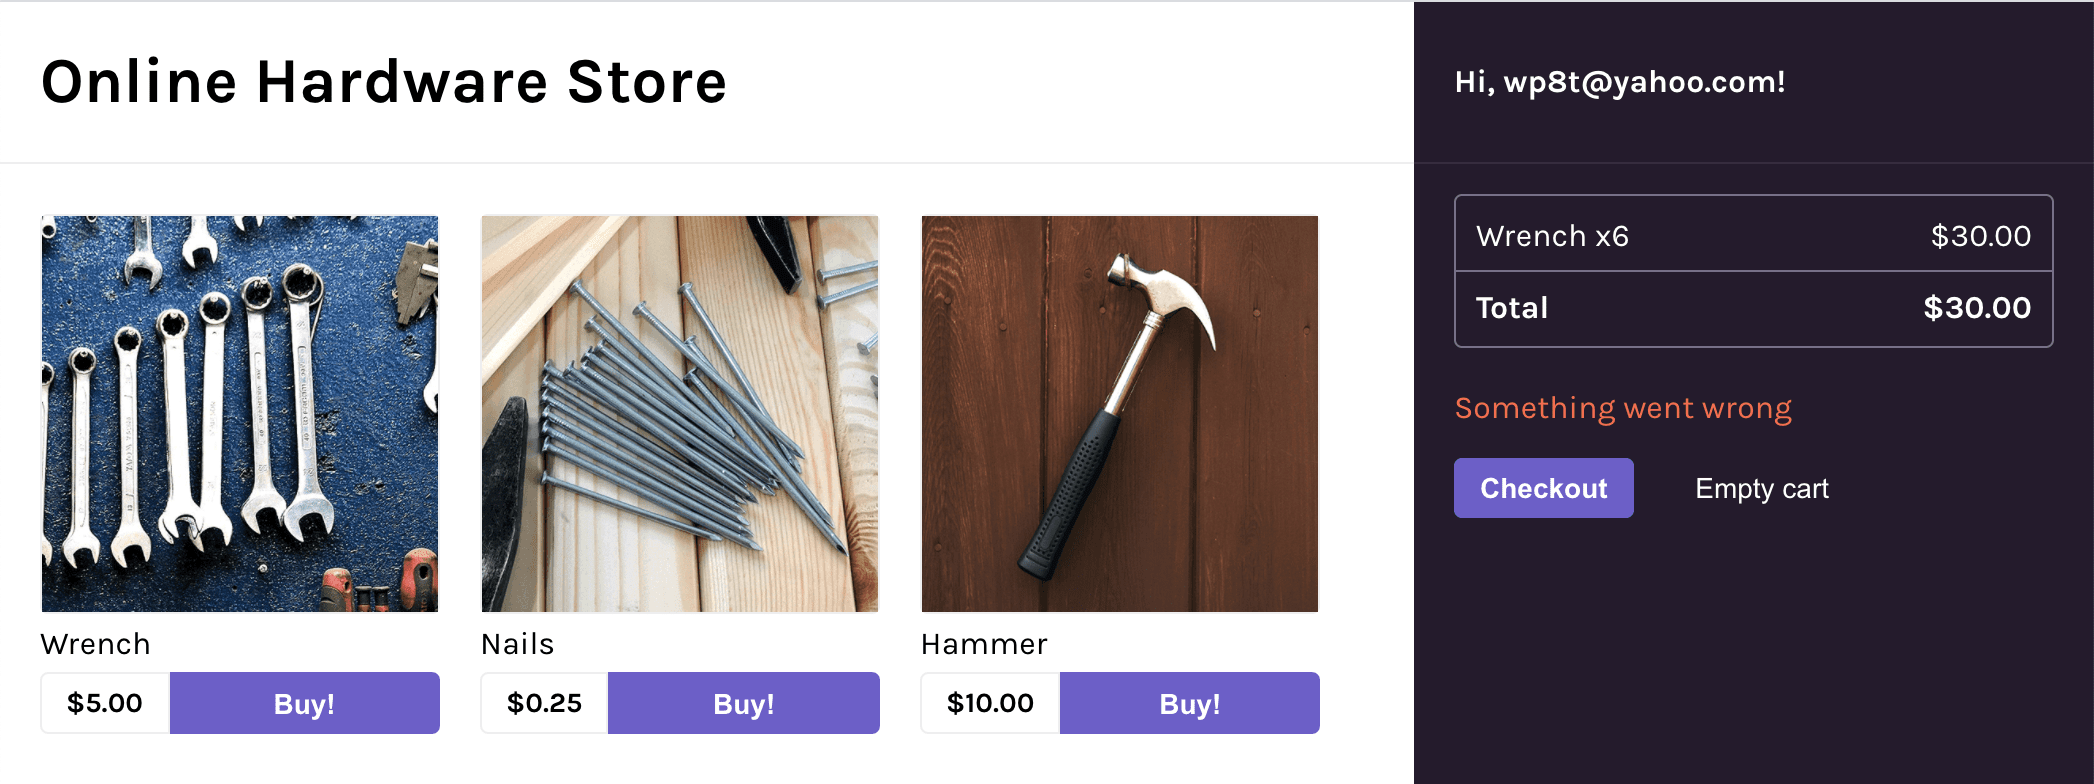 Online Hardware Store
Hi, wp8t@yahoo.com!
Wrench
$5.00 Buy!
Nails
$0.25 Buy!
Hammer
$10.00 Buy!
Wrench x6 $30.00
Total $30.00
Something went wrong
Checkout Empty cart